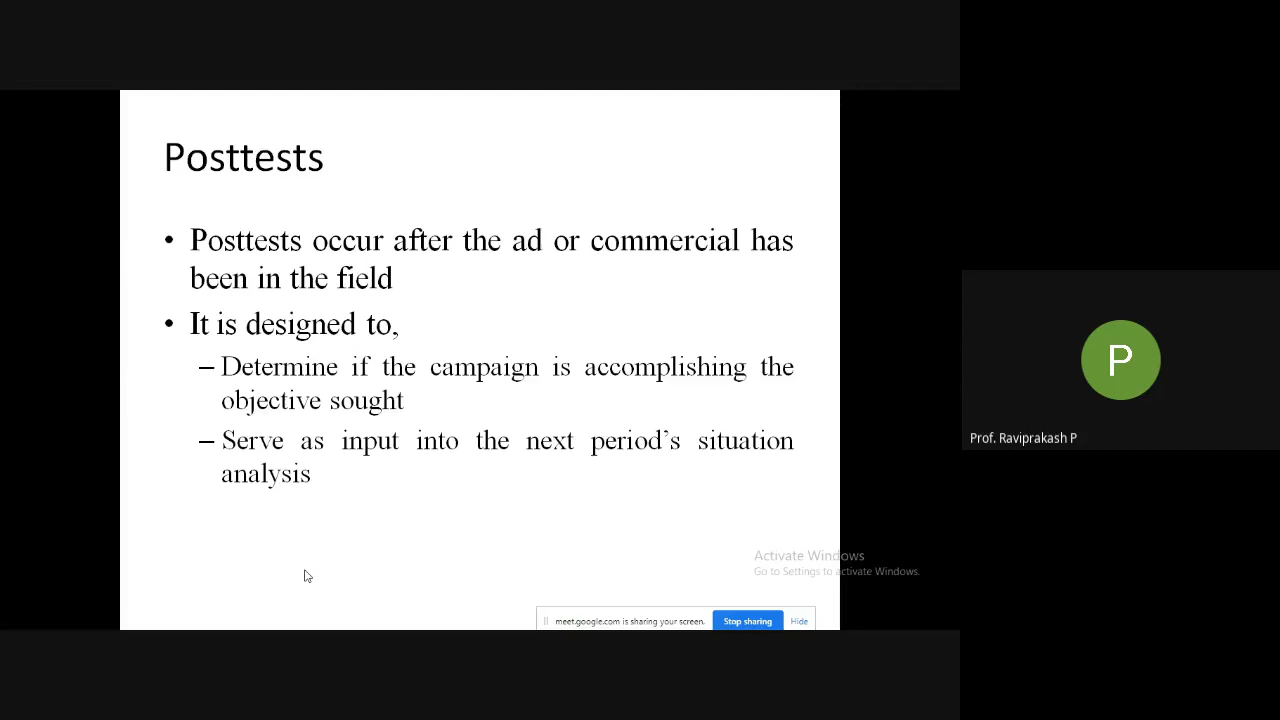 Posttests
• Posttests occur after the ad or commercial has
been in the field
• It is designed to,
– Determine if the campaign is accomplishing the
objective sought
– Serve as input into the next period’s situation
analysis
Activate Windows
Go to Settings to activate Windows.
meet.google.com is sharing your screen.
Stop sharing
Hide
P
Prof. Raviprakash P